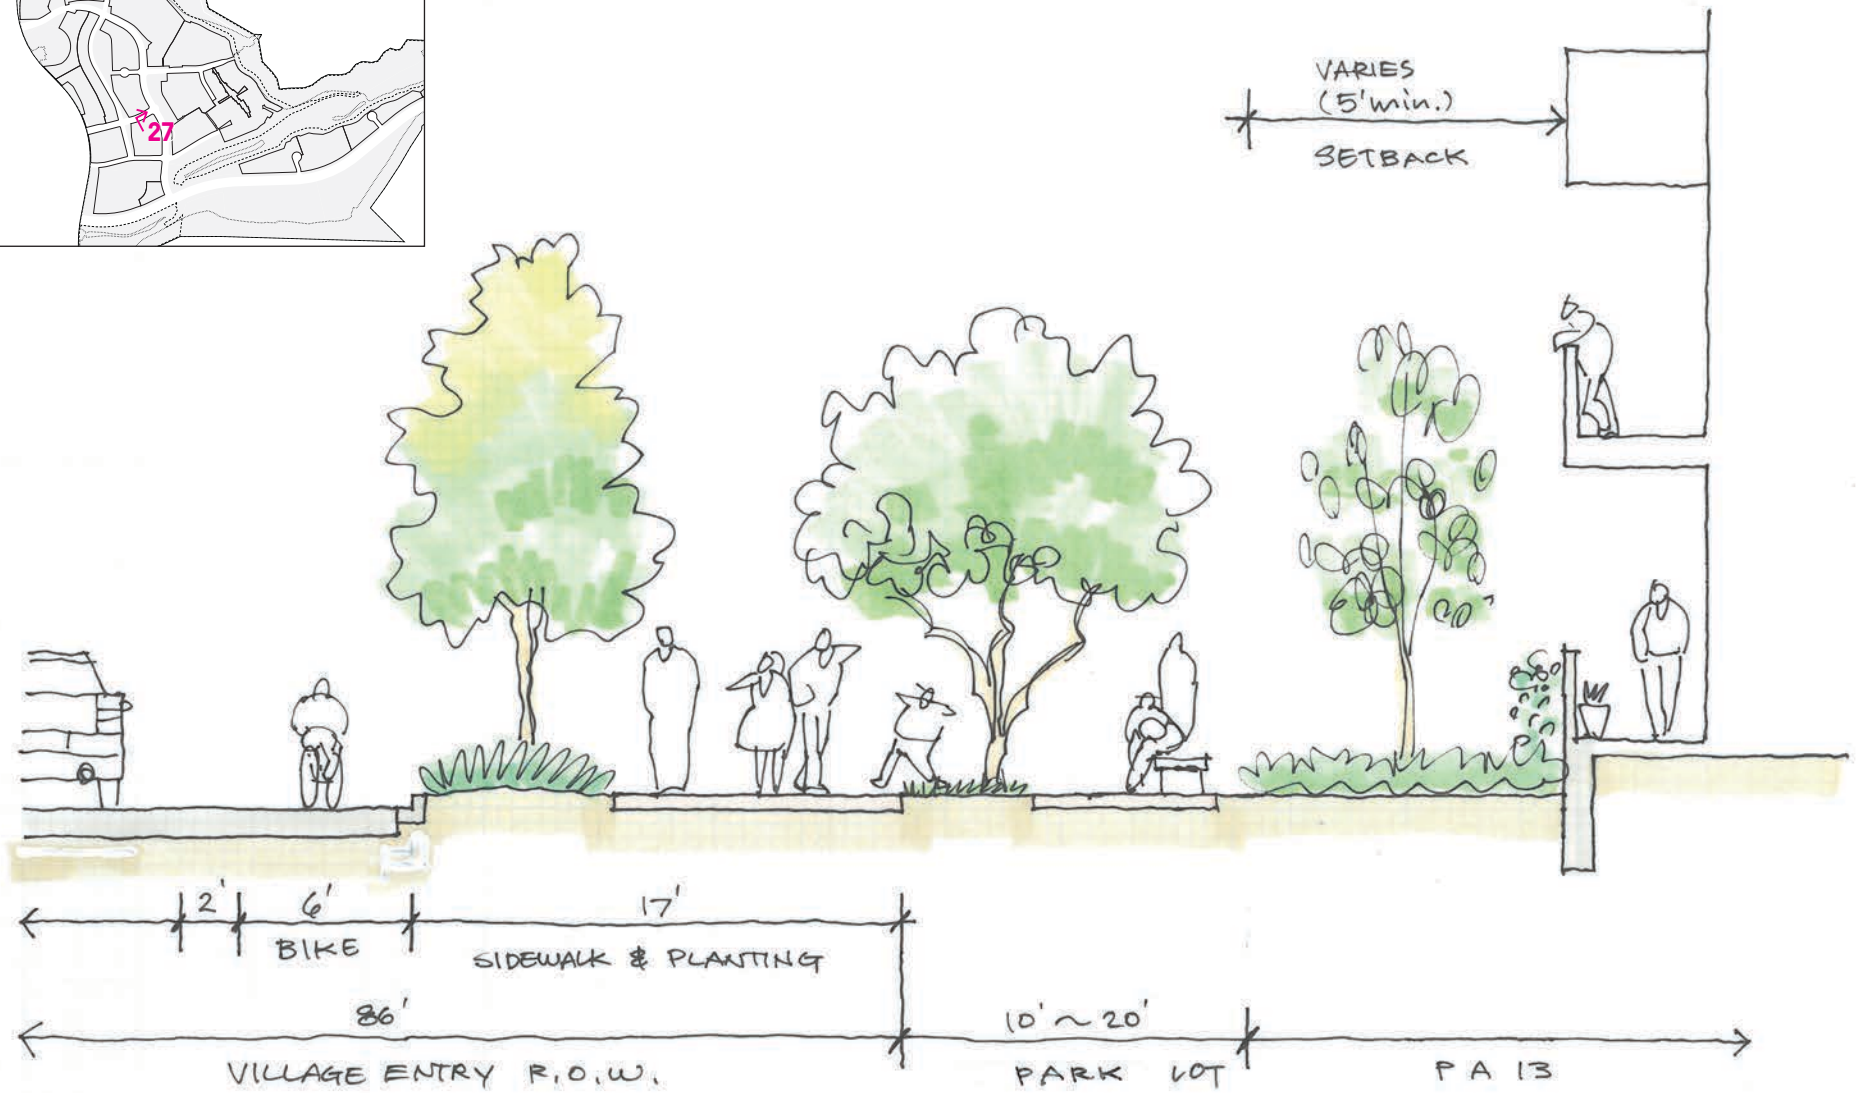 27
VARIES
(5'min.)
SETBACK
2' 6' 17'
BIKE SIDEWALK & PLANTING
86' 10' ~ 20'
VILLAGE ENTRY R.O.W. PARK LOT PA 13